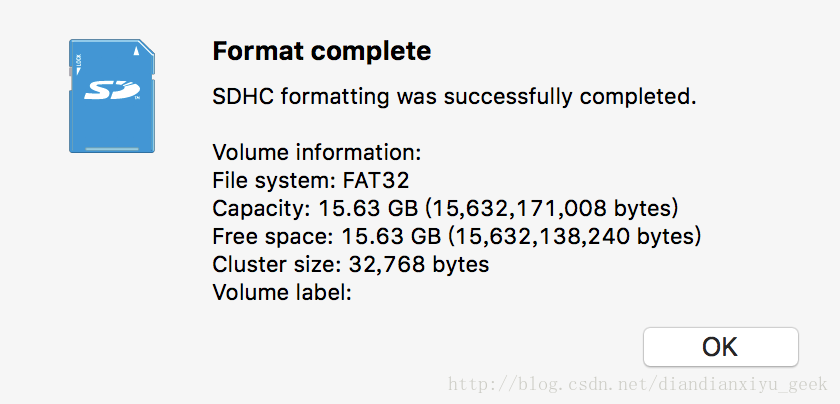 LOCK
SD
TM
Format complete
SDHC formatting was successfully completed.
Volume information:
File system: FAT32
Capacity: 15.63 GB (15,632,171,008 bytes)
Free space: 15.63 GB (15,632,138,240 bytes)
Cluster size: 32,768 bytes
Volume label:
OK
http://blog.csdn.net/diandianxiyu_geek